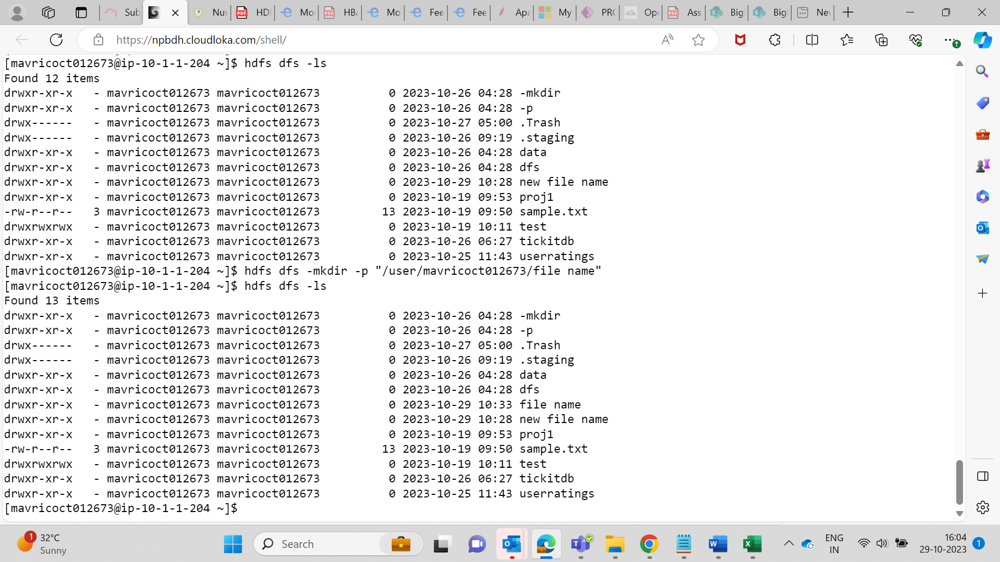 Sub
Nuv
HDF
Mo
HBa
Mo
Fee
Fee
Apa
My
PRO
Ope
Ass
Big
Big
Nev
https://npbdh.cloudloka.com/shell/
[mavricoct012673@ip-10-1-1-204 ~]$ hdfs dfs -ls
Found 12 items
drwxr-xr-x   - mavricoct012673 mavricoct012673          0 2023-10-26 04:28 -mkdir
drwxr-xr-x   - mavricoct012673 mavricoct012673          0 2023-10-26 04:28 -p
drwx------   - mavricoct012673 mavricoct012673          0 2023-10-27 05:00 .Trash
drwx------   - mavricoct012673 mavricoct012673          0 2023-10-26 09:19 .staging
drwxr-xr-x   - mavricoct012673 mavricoct012673          0 2023-10-26 04:28 data
drwxr-xr-x   - mavricoct012673 mavricoct012673          0 2023-10-26 04:28 dfs
drwxr-xr-x   - mavricoct012673 mavricoct012673          0 2023-10-29 10:28 new file name
drwxr-xr-x   - mavricoct012673 mavricoct012673          0 2023-10-19 09:53 proj1
-rw-r--r--   3 mavricoct012673 mavricoct012673         13 2023-10-19 09:50 sample.txt
drwxrwxrwx   - mavricoct012673 mavricoct012673          0 2023-10-19 10:11 test
drwxr-xr-x   - mavricoct012673 mavricoct012673          0 2023-10-26 06:27 tickitdb
drwxr-xr-x   - mavricoct012673 mavricoct012673          0 2023-10-25 11:43 userratings
[mavricoct012673@ip-10-1-1-204 ~]$ hdfs dfs -mkdir -p "/user/mavricoct012673/file name"
[mavricoct012673@ip-10-1-1-204 ~]$ hdfs dfs -ls
Found 13 items
drwxr-xr-x   - mavricoct012673 mavricoct012673          0 2023-10-26 04:28 -mkdir
drwxr-xr-x   - mavricoct012673 mavricoct012673          0 2023-10-26 04:28 -p
drwx------   - mavricoct012673 mavricoct012673          0 2023-10-27 05:00 .Trash
drwx------   - mavricoct012673 mavricoct012673          0 2023-10-26 09:19 .staging
drwxr-xr-x   - mavricoct012673 mavricoct012673          0 2023-10-26 04:28 data
drwxr-xr-x   - mavricoct012673 mavricoct012673          0 2023-10-26 04:28 dfs
drwxr-xr-x   - mavricoct012673 mavricoct012673          0 2023-10-29 10:33 file name
drwxr-xr-x   - mavricoct012673 mavricoct012673          0 2023-10-29 10:28 new file name
drwxr-xr-x   - mavricoct012673 mavricoct012673          0 2023-10-19 09:53 proj1
-rw-r--r--   3 mavricoct012673 mavricoct012673         13 2023-10-19 09:50 sample.txt
drwxrwxrwx   - mavricoct012673 mavricoct012673          0 2023-10-19 10:11 test
drwxr-xr-x   - mavricoct012673 mavricoct012673          0 2023-10-26 06:27 tickitdb
drwxr-xr-x   - mavricoct012673 mavricoct012673          0 2023-10-25 11:43 userratings
[mavricoct012673@ip-10-1-1-204 ~]$
1
32°C
Sunny
Search
ENG
IN
16:04
29-10-2023
1